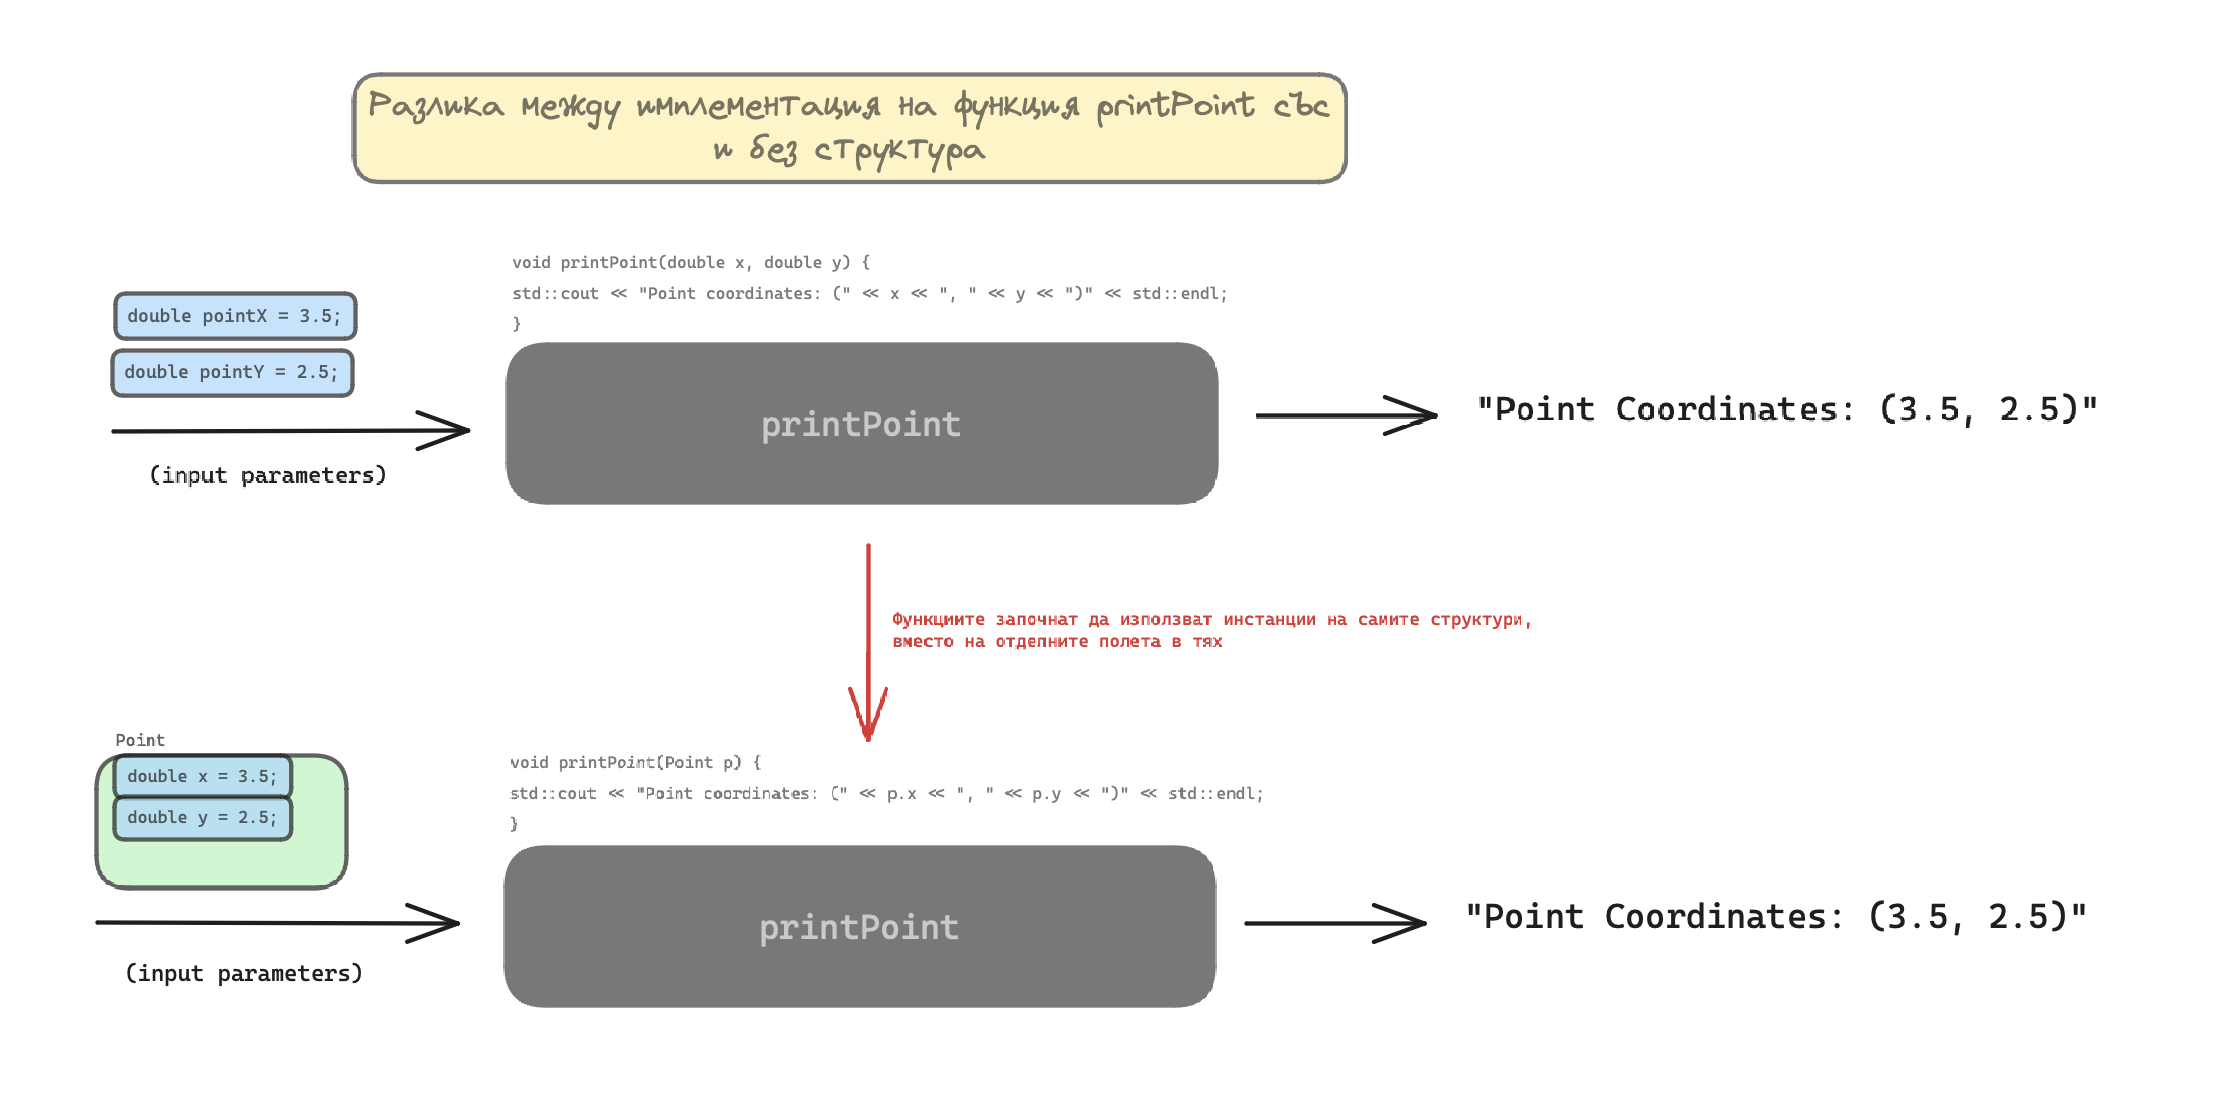 Разлика между имплементация на функция printPoint със
и без структура
void printPoint(double x, double y) {
std::cout << "Point coordinates: (" << x << ", " << y << ")" << std::endl;
}
double pointX = 3.5;
double pointY = 2.5;
(input parameters)
printPoint
"Point Coordinates: (3.5, 2.5)"
Функциите започнат да използват инстанции на самите структури,
вместо на отделните полета в тях
Point
double x = 3.5;
double y = 2.5;
(input parameters)
void printPoint(Point p) {
std::cout << "Point coordinates: (" << p.x << ", " << p.y << ")" << std::endl;
}
printPoint
"Point Coordinates: (3.5, 2.5)"